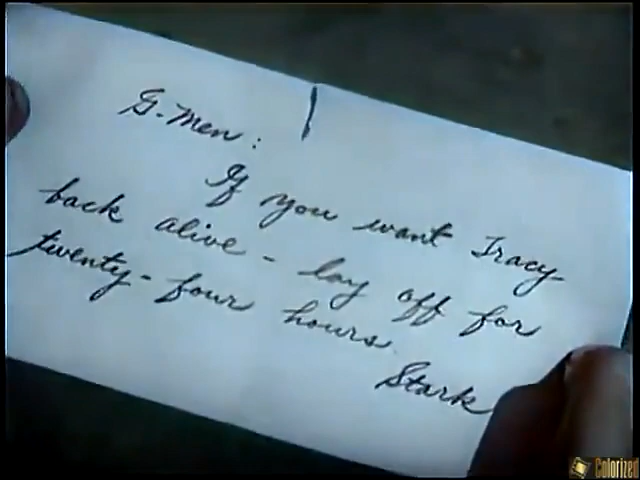 G-Men:
If you want Tracy
back alive - lay off for
twenty-four hours.
Stark
Colorized